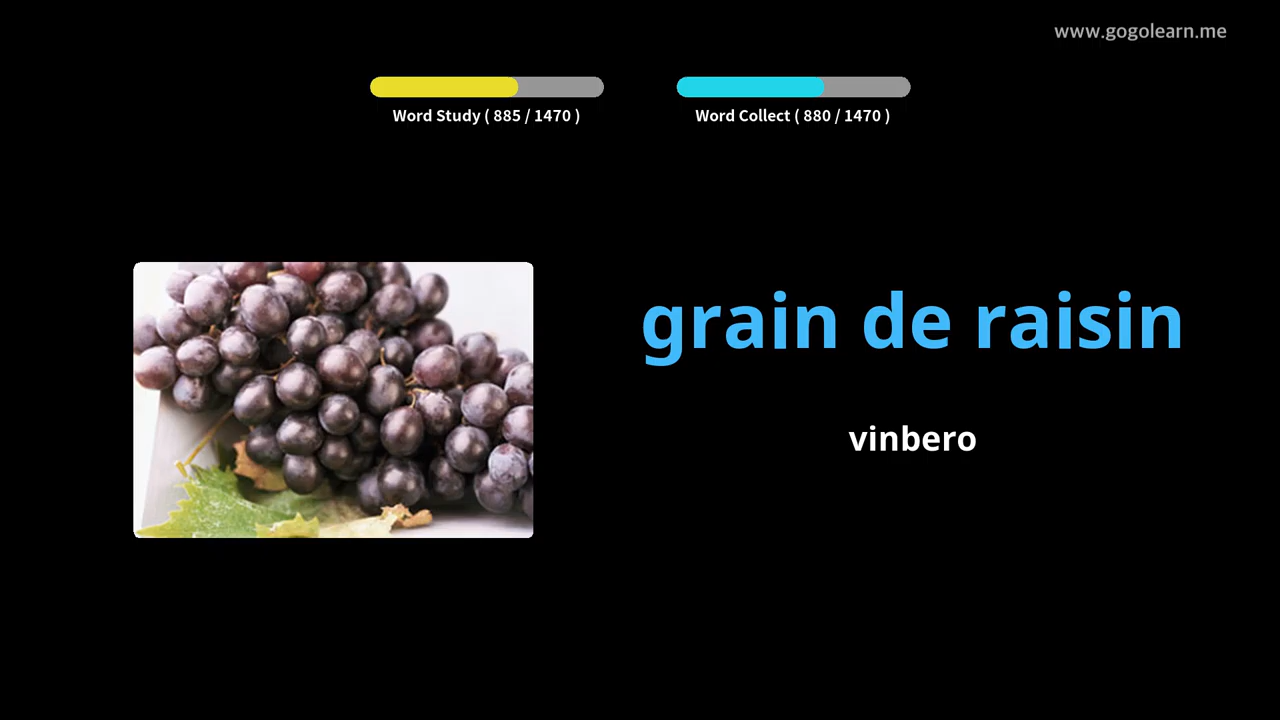 www.gogolearn.me
Word Study ( 885 / 1470 )
Word Collect ( 880 / 1470 )
grain de raisin
vinbero